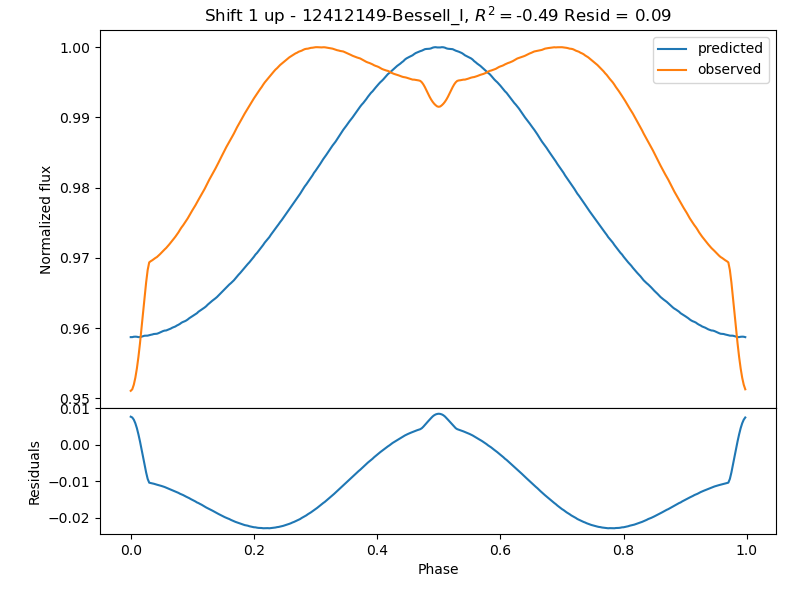 Shift 1 up - 12412149-Bessell_I, R² = -0.49 Resid = 0.09
predicted
observed
Normalized flux
1.00
0.99
0.98
0.97
0.96
0.95
Residuals
0.01
0.00
−0.01
−0.02
0.0 0.2 0.4 0.6 0.8 1.0
Phase